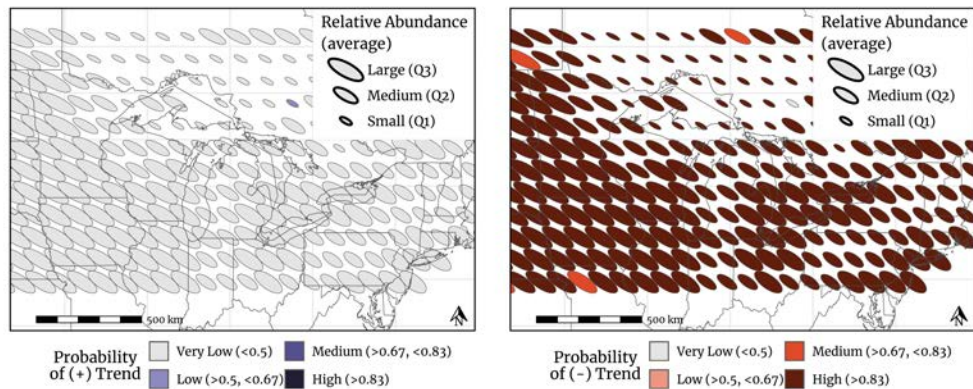 Relative Abundance
(average)
Large (Q3)
Medium (Q2)
Small (Q1)
500 km
N
Probability
of (+) Trend
Very Low (<0.5)
Medium (>0.67, <0.83)
Low (>0.5, <0.67)
High (>0.83)
Relative Abundance
(average)
Large (Q3)
Medium (Q2)
Small (Q1)
500 km
N
Probability
of (-) Trend
Very Low (<0.5)
Medium (>0.67, <0.83)
Low (>0.5, <0.67)
High (>0.83)